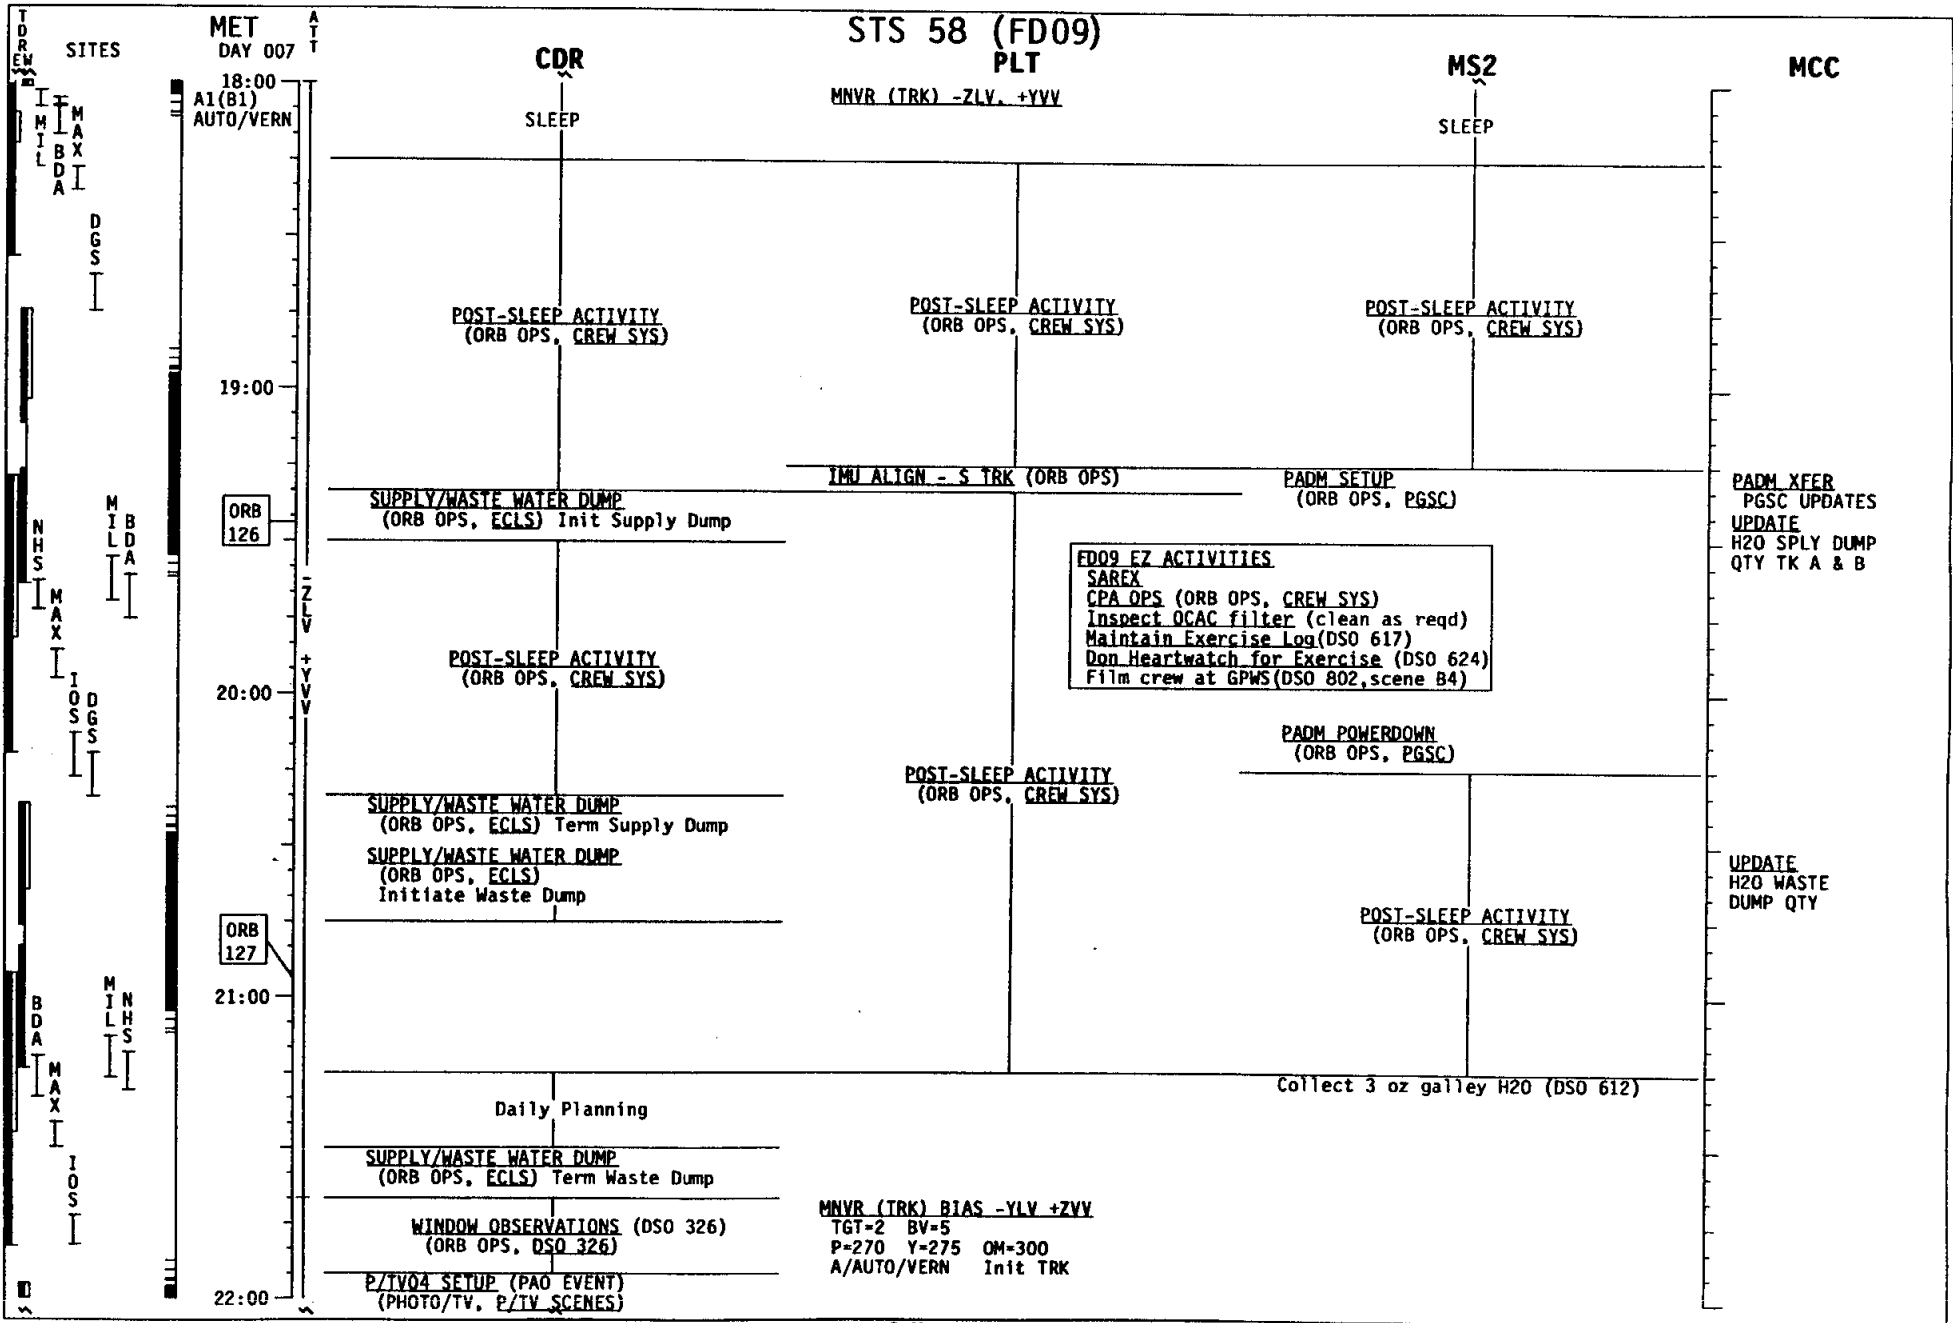 STS 58 (FD09)
TDRE W
SITES
MET
DAY 007
ATT
CDR
PLT
MS2
MCC
18:00
A1(B1)
AUTO/VERN
MIL
BDA
MAX
DGS
SLEEP
MNVR (TRK) -ZLV, +YVV
SLEEP
POST-SLEEP ACTIVITY
(ORB OPS, CREW SYS)
POST-SLEEP ACTIVITY
(ORB OPS, CREW SYS)
POST-SLEEP ACTIVITY
(ORB OPS, CREW SYS)
19:00
IMU ALIGN - S TRK (ORB OPS)
PADM SETUP
(ORB OPS, PGSC)
PADM XFER
PGSC UPDATES
UPDATE
H2O SPLY DUMP
QTY TK A & B
SUPPLY/WASTE WATER DUMP
(ORB OPS, ECLS) Init Supply Dump
ORB
126
NHS
MAX
IOS
DGS
MIL
BDA
-ZLV +YVV
FD09 EZ ACTIVITIES
SAREX
CPA OPS (ORB OPS, CREW SYS)
Inspect OCAC filter (clean as reqd)
Maintain Exercise Log(DSO 617)
Don Heartwatch for Exercise (DSO 624)
Film crew at GPWS(DSO 802,scene B4)
POST-SLEEP ACTIVITY
(ORB OPS, CREW SYS)
20:00
PADM POWERDOWN
(ORB OPS, PGSC)
POST-SLEEP ACTIVITY
(ORB OPS, CREW SYS)
SUPPLY/WASTE WATER DUMP
(ORB OPS, ECLS) Term Supply Dump
SUPPLY/WASTE WATER DUMP
(ORB OPS, ECLS)
Initiate Waste Dump
UPDATE
H2O WASTE
DUMP QTY
POST-SLEEP ACTIVITY
(ORB OPS, CREW SYS)
ORB
127
21:00
BDA
MAX
IOS
MIL
NHS
Collect 3 oz galley H2O (DSO 612)
Daily Planning
SUPPLY/WASTE WATER DUMP
(ORB OPS, ECLS) Term Waste Dump
WINDOW OBSERVATIONS (DSO 326)
(ORB OPS, DSO 326)
MNVR (TRK) BIAS -YLV +ZVV
TGT=2 BV=5
P=270 Y=275 OM=300
A/AUTO/VERN Init TRK
P/TV04 SETUP (PAO EVENT)
(PHOTO/TV, P/TV SCENES)
22:00